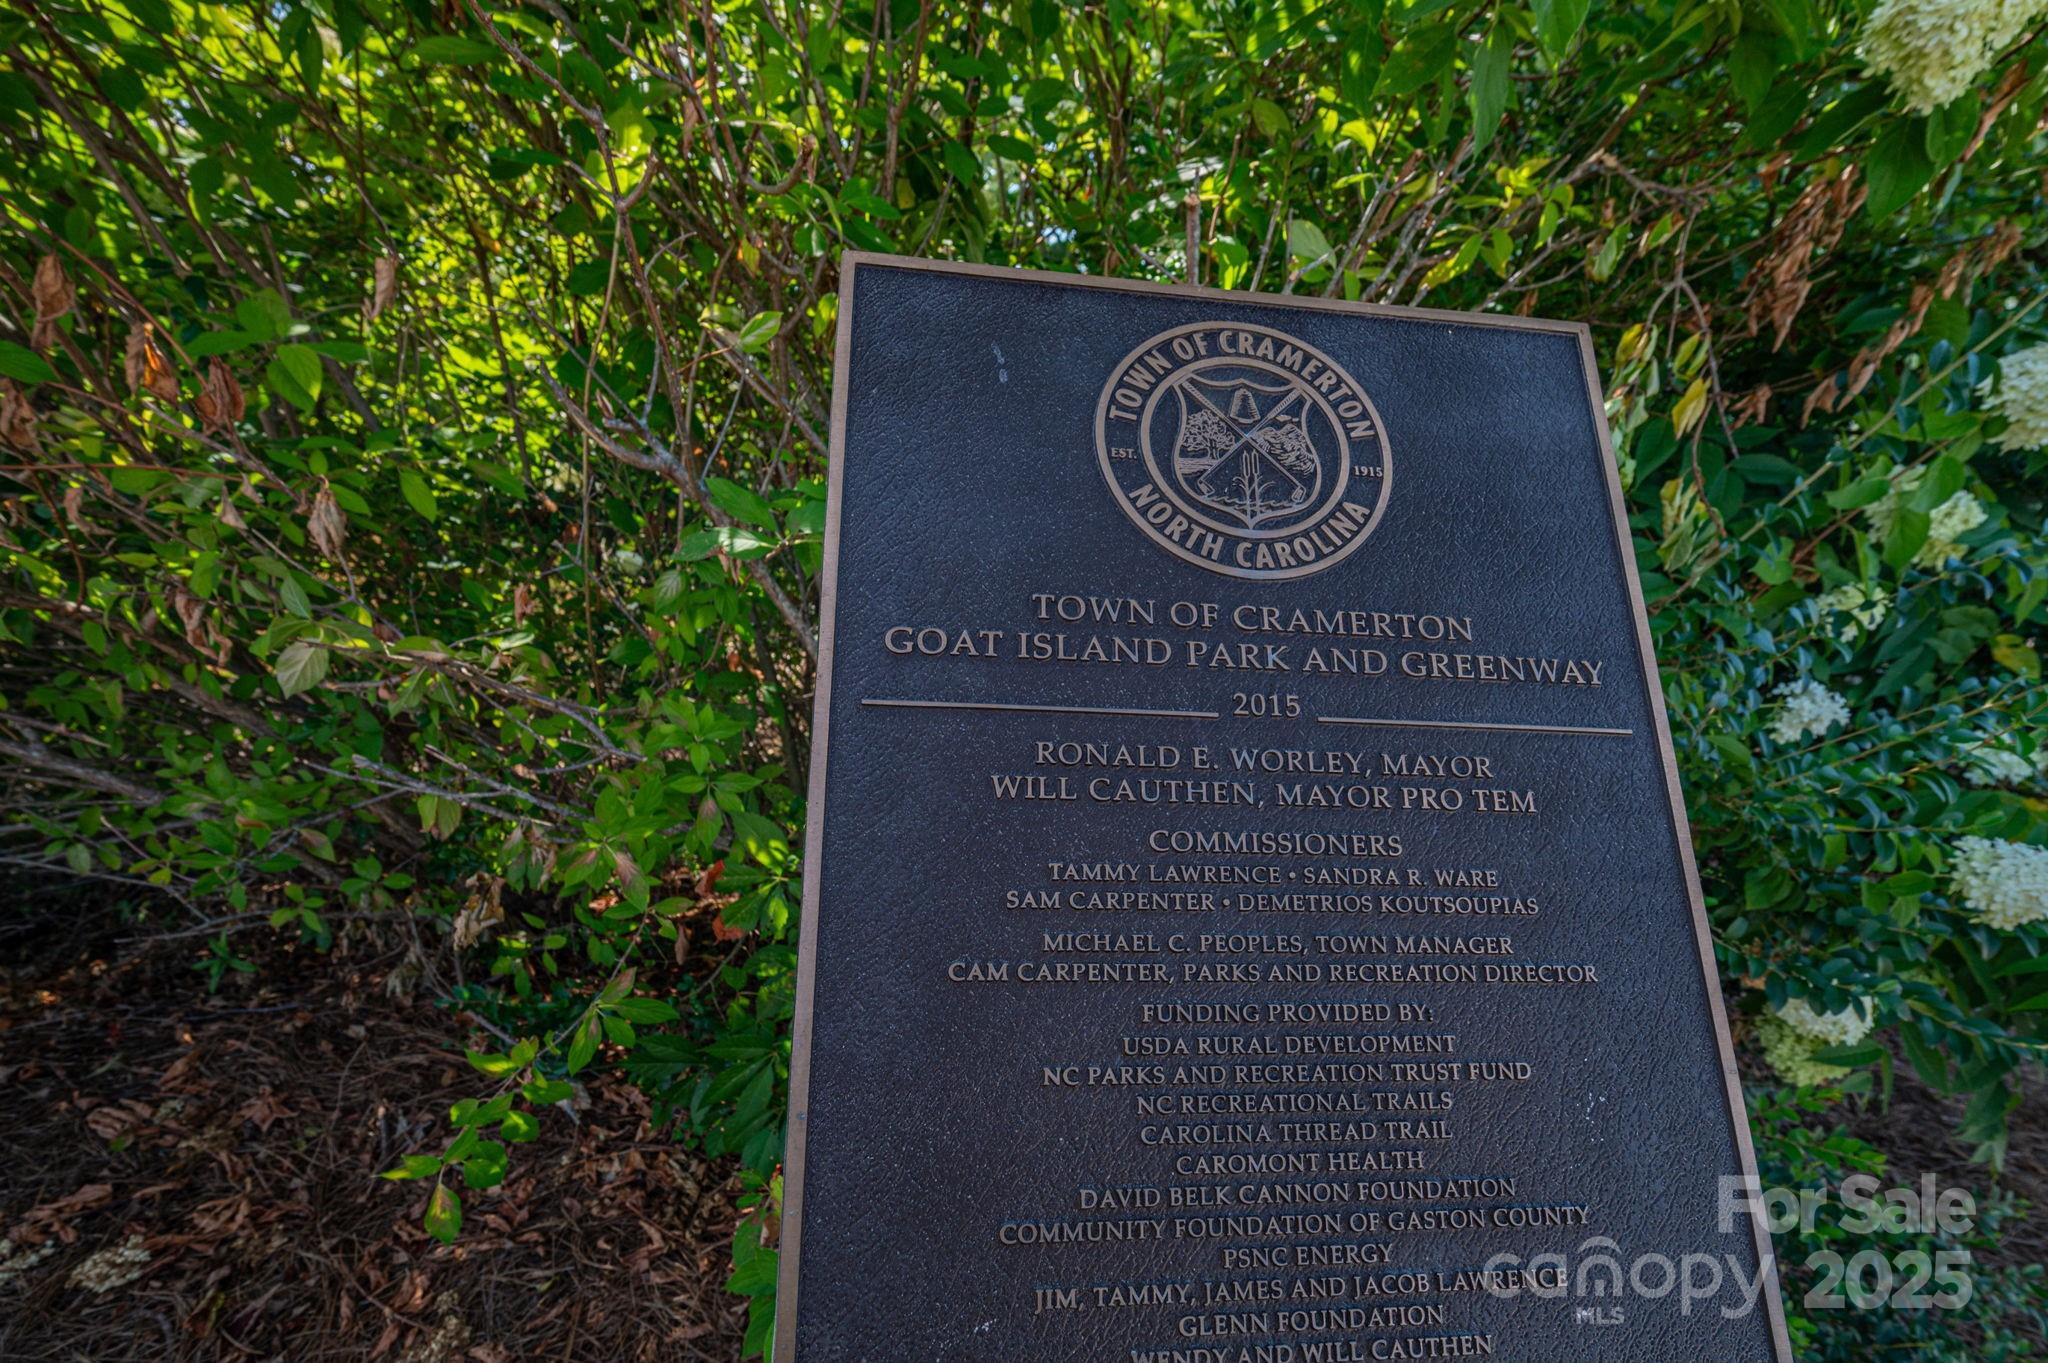 TOWN OF CRAMERTON
EST. 1915
NORTH CAROLINA
TOWN OF CRAMERTON
GOAT ISLAND PARK AND GREENWAY
2015
RONALD E. WORLEY, MAYOR
WILL CAUTHEN, MAYOR PRO TEM
COMMISSIONERS
TAMMY LAWRENCE • SANDRA R. WARE
SAM CARPENTER • DEMETRIOS KOUTSOUPIAS
MICHAEL C. PEOPLES, TOWN MANAGER
CAM CARPENTER, PARKS AND RECREATION DIRECTOR
FUNDING PROVIDED BY:
USDA RURAL DEVELOPMENT
NC PARKS AND RECREATION TRUST FUND
NC RECREATIONAL TRAILS
CAROLINA THREAD TRAIL
CAROMONT HEALTH
DAVID BELK CANNON FOUNDATION
COMMUNITY FOUNDATION OF GASTON COUNTY
PSNC ENERGY
JIM, TAMMY, JAMES AND JACOB LAWRENCE
GLENN FOUNDATION
WENDY AND WILL CAUTHEN
For Sale
canopy 2025
MLS